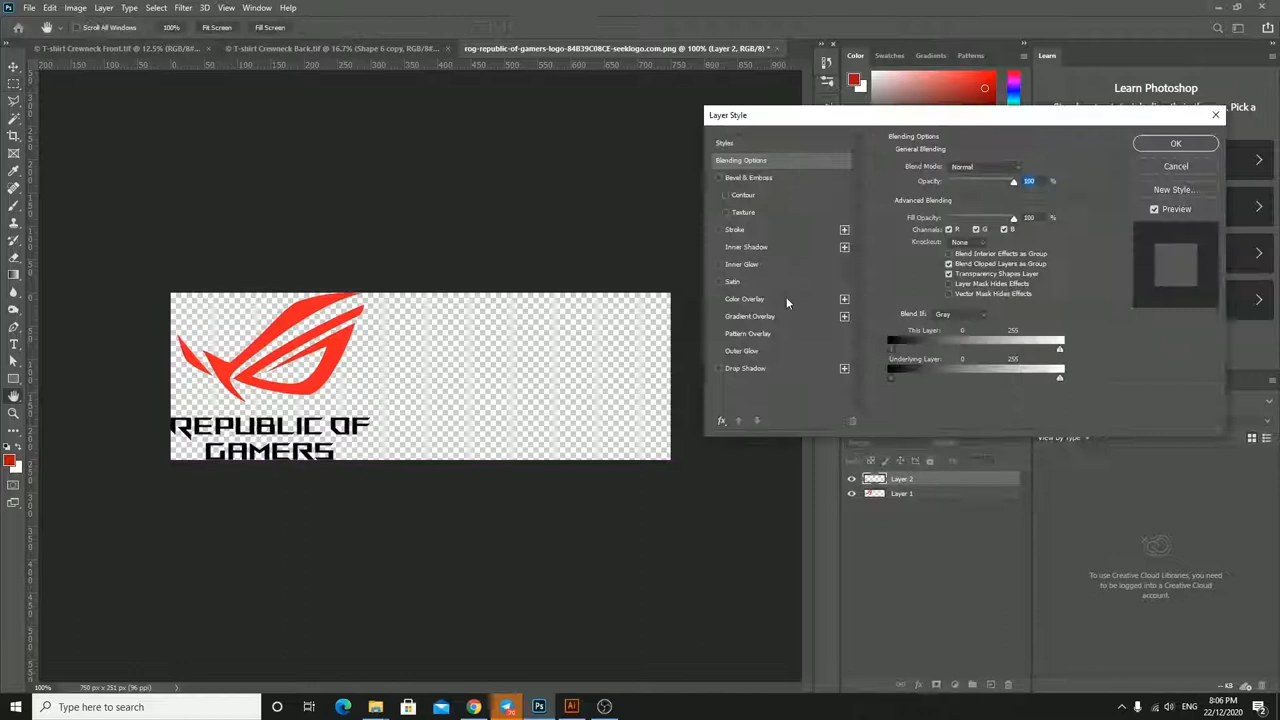 Ps File Edit Image Layer Type Select Filter 3D View Window Help
Scroll All Windows 100% Fit Screen Fill Screen
© T-shirt Crewneck Front.tif @ 12.5% (RGB/8#... × © T-shirt Crewneck Back.tif @ 16.7% (Shape 6 copy, RGB/8#... × rog-republic-of-gamers-logo-84B39C08CE-seeklogo.com.png @ 100% (Layer 2, RGB/8) * ×
Color Swatches Gradients Patterns Learn
Learn Photoshop
Pick a
Layer Style
Styles
Blending Options
Bevel & Emboss
Contour
Texture
Stroke
Inner Shadow
Inner Glow
Satin
Color Overlay
Gradient Overlay
Pattern Overlay
Outer Glow
Drop Shadow
fx
Blending Options
General Blending
Blend Mode: Normal
Opacity: 100 %
Advanced Blending
Fill Opacity: 100 %
Channels: R G B
Knockout: None
Blend Interior Effects as Group
Blend Clipped Layers as Group
Transparency Shapes Layer
Layer Mask Hides Effects
Vector Mask Hides Effects
Blend If: Gray
This Layer: 0 255
Underlying Layer: 0 255
OK
Cancel
New Style...
Preview
REPUBLIC OF
GAMERS
View by Type
Layer 2
Layer 1
To use Creative Cloud Libraries, you need
to be logged into a Creative Cloud
account.
100% 750 px x 251 px (96 ppi)
-- KB
Type here to search
Ps Ai
ENG
8:06 PM
22/12/2020